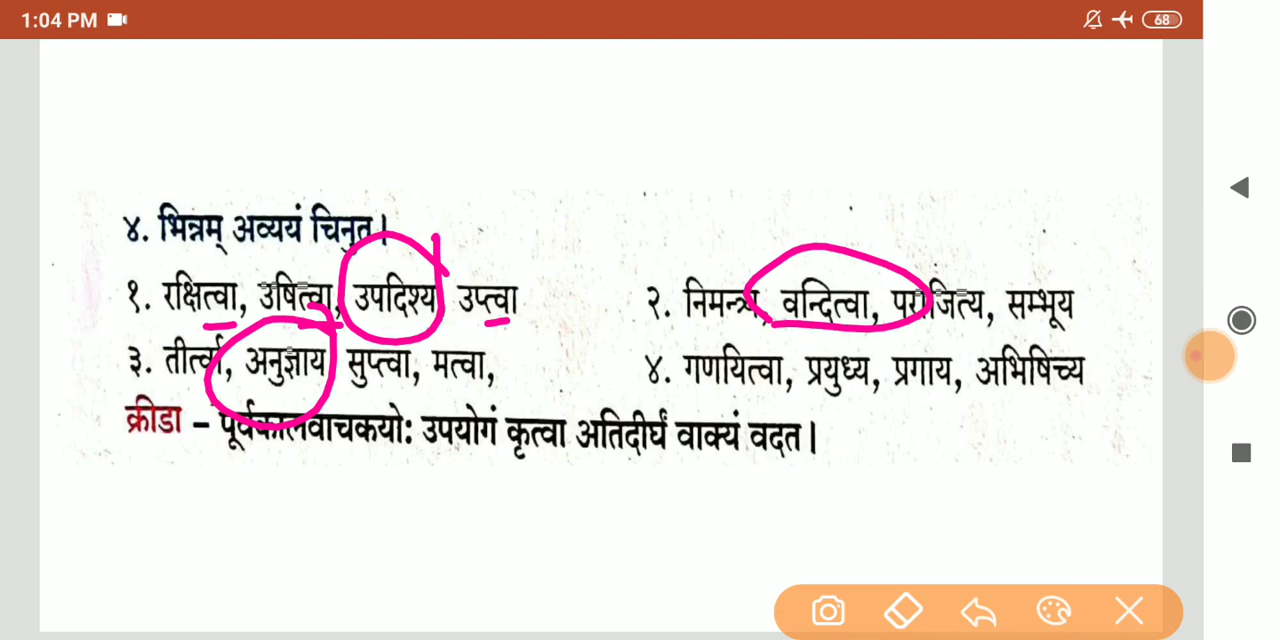 1:04 PM 68
४. भिन्नम् अव्ययं चिनुत।
१. रक्षित्वा, उषित्वा, उपदिश्य उप्त्वा २. निमन्त्र्य, वन्दित्वा, पराजित्य, सम्भूय
३. तीर्त्वा, अनुज्ञाय सुप्त्वा, मत्वा, ४. गणयित्वा, प्रयुध्य, प्रगाय, अभिषिच्य
क्रीडा – पूर्वकालवाचकयोः उपयोगं कृत्वा अतिदीर्घं वाक्यं वदत।